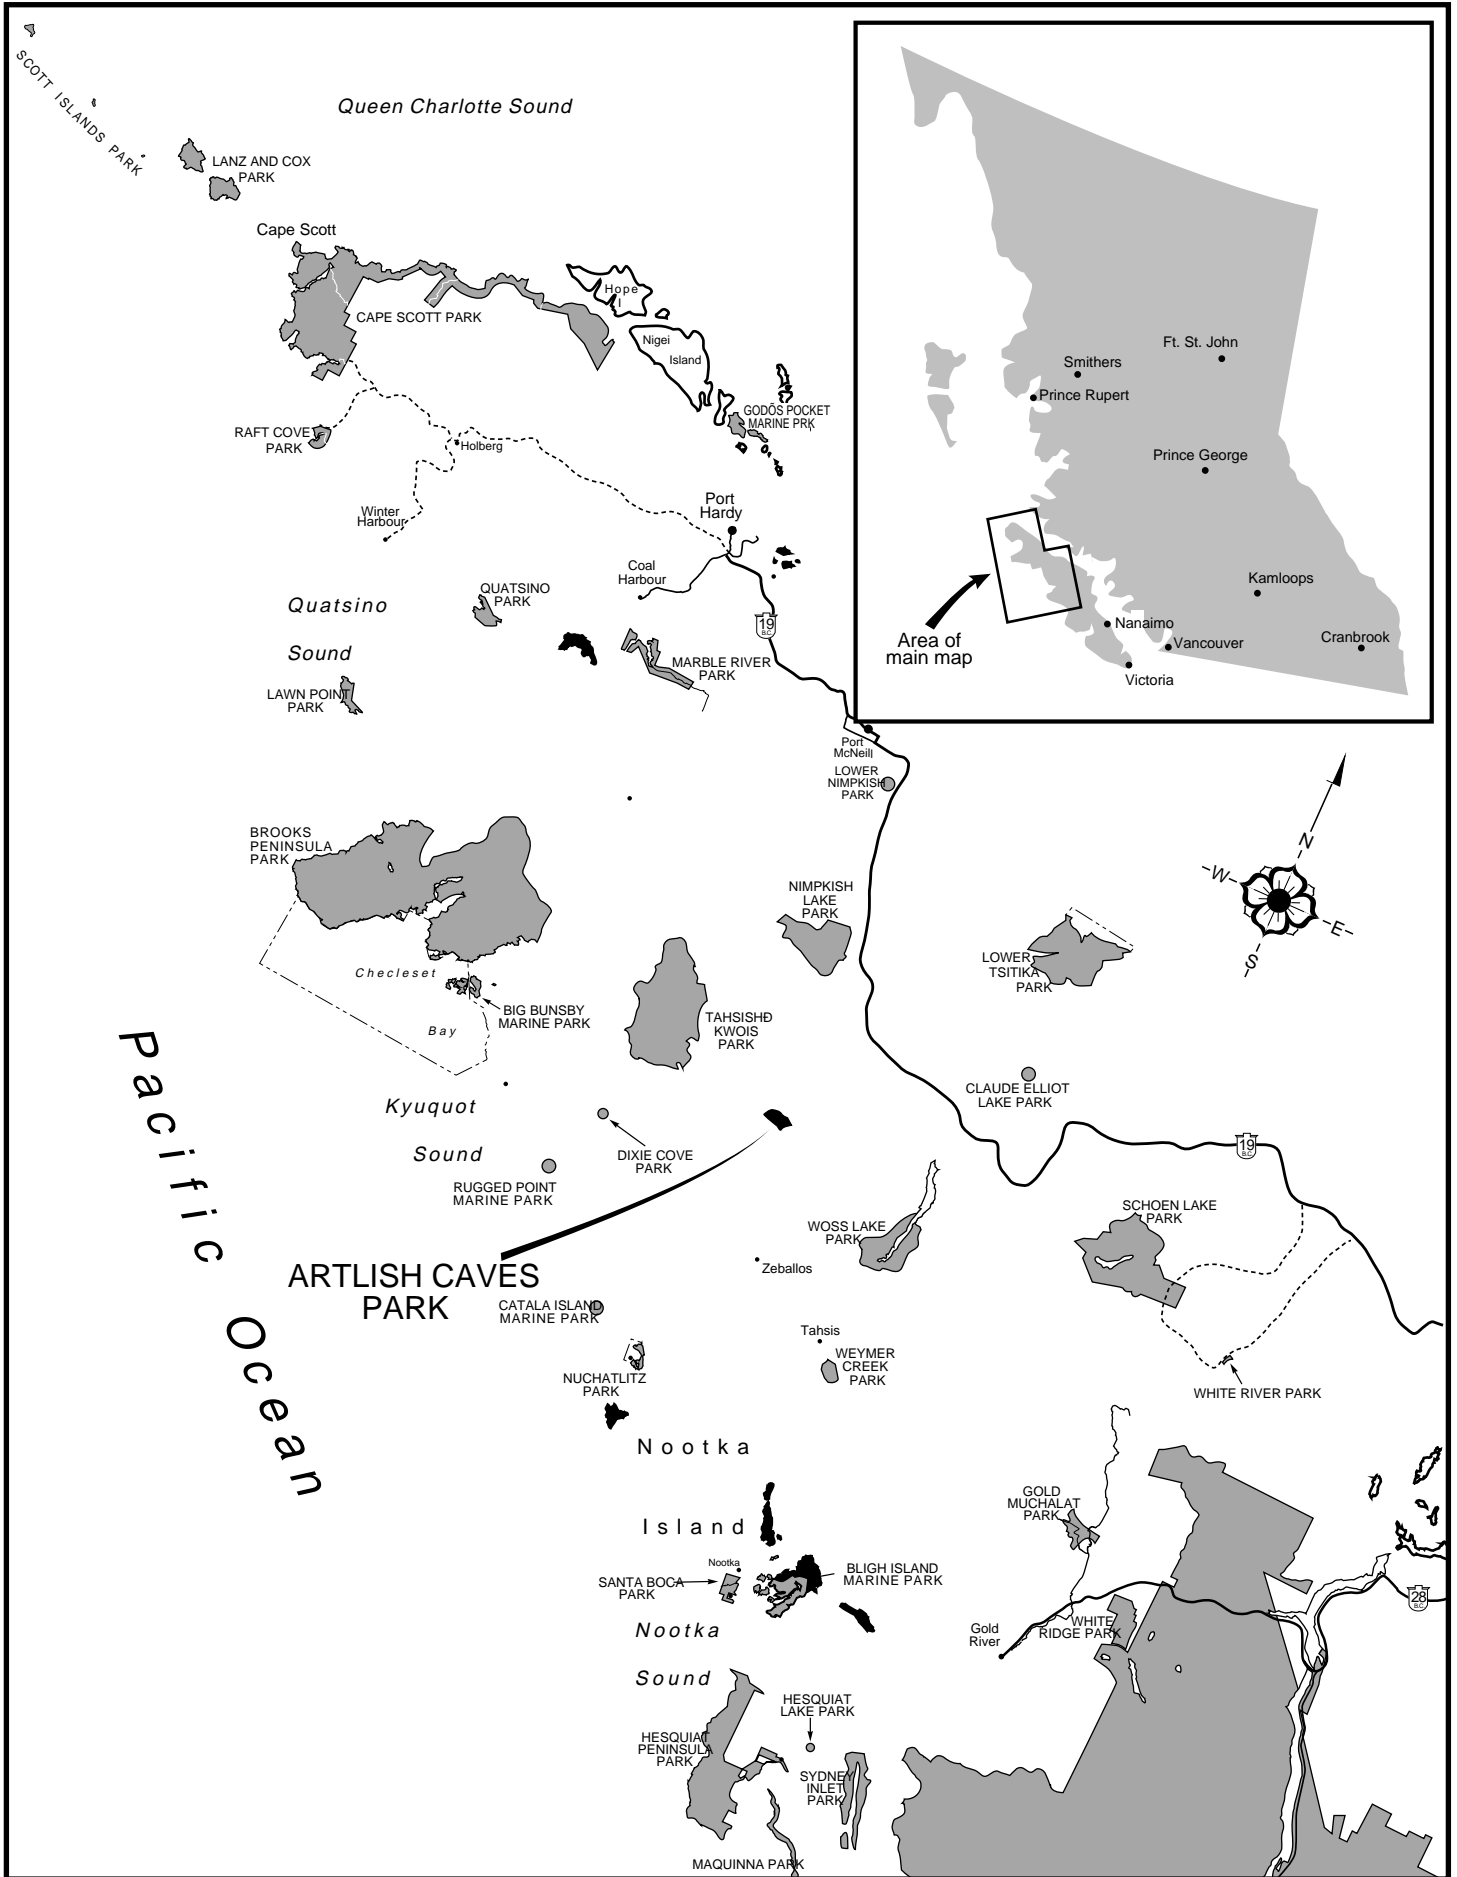 SCOTT ISLANDS PARK
Queen Charlotte Sound
LANZ AND COX
PARK
Cape Scott
CAPE SCOTT PARK
Hope
I
Nigei
Island
GODÕS POCKET
MARINE PRK
RAFT COVE
PARK
Holberg
Winter
Harbour
Port
Hardy
Coal
Harbour
QUATSINO
PARK
Quatsino
Sound
19
B.C.
MARBLE RIVER
PARK
LAWN POINT
PARK
Port
McNeill
LOWER
NIMPKISH
PARK
Smithers
Prince Rupert
Ft. St. John
Prince George
Kamloops
Nanaimo
Vancouver
Cranbrook
Victoria
Area of
main map
N
W
E
S
BROOKS
PENINSULA
PARK
NIMPKISH
LAKE
PARK
LOWER
TSITIKA
PARK
Checleset
Bay
BIG BUNSBY
MARINE PARK
TAHSISHÐ
KWOIS
PARK
CLAUDE ELLIOT
LAKE PARK
Pacific Ocean
Kyuquot
Sound
DIXIE COVE
PARK
RUGGED POINT
MARINE PARK
19
B.C.
SCHOEN LAKE
PARK
WOSS LAKE
PARK
Zeballos
ARTLISH CAVES
PARK
CATALA ISLAND
MARINE PARK
Tahsis
WEYMER
CREEK
PARK
NUCHATLITZ
PARK
WHITE RIVER PARK
Nootka
Island
GOLD
MUCHALAT
PARK
Nootka
SANTA BOCA
PARK
BLIGH ISLAND
MARINE PARK
28
B.C.
Nootka
Sound
Gold
River
WHITE
RIDGE PARK
HESQUIAT
LAKE PARK
HESQUIAT
PENINSULA
PARK
SYDNEY
INLET
PARK
MAQUINNA PARK